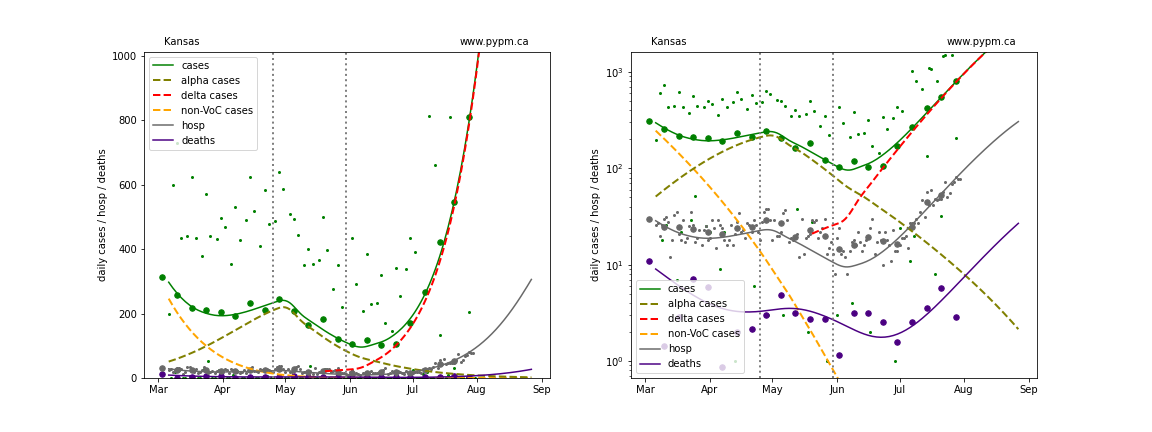 Kansas www.pypm.ca
daily cases / hosp / deaths
1000
800
600
400
200
0
cases
alpha cases
delta cases
non-VoC cases
hosp
deaths
Mar Apr May Jun Jul Aug Sep
Kansas www.pypm.ca
daily cases / hosp / deaths
10³
10²
10¹
10⁰
cases
alpha cases
delta cases
non-VoC cases
hosp
deaths
Mar Apr May Jun Jul Aug Sep